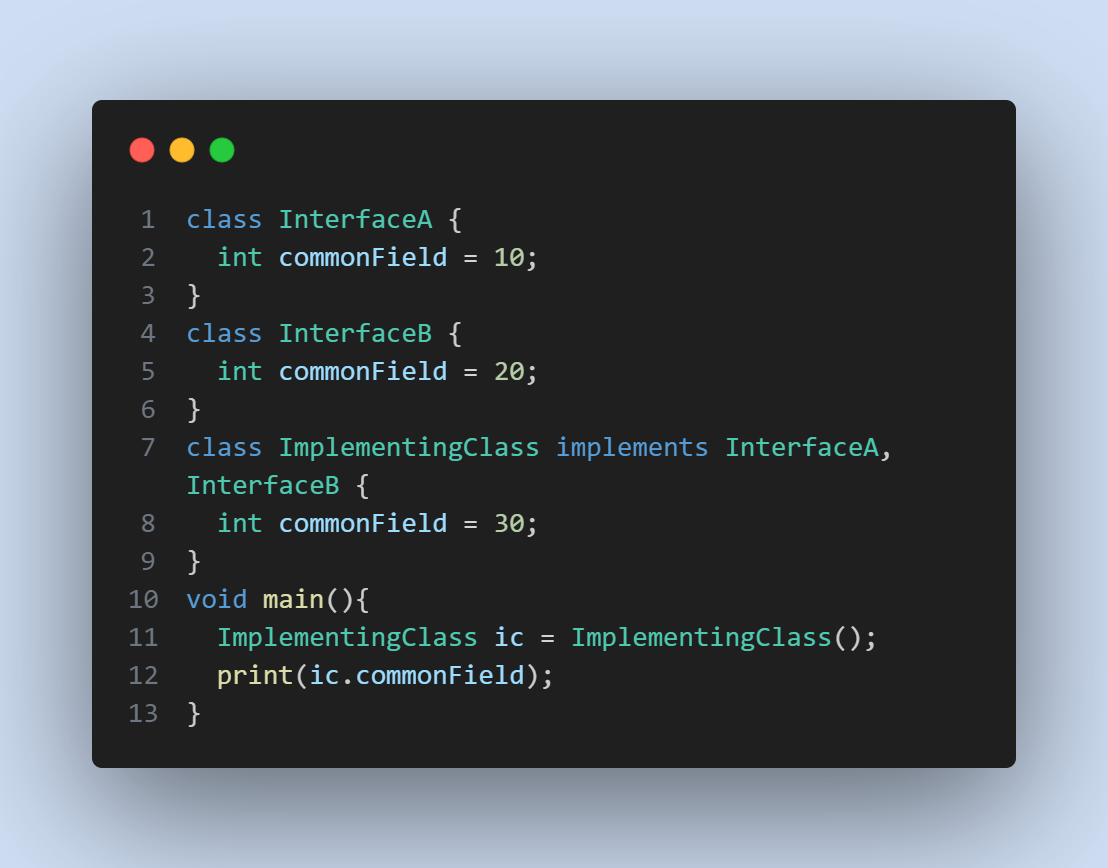 1 class InterfaceA {
2   int commonField = 10;
3 }
4 class InterfaceB {
5   int commonField = 20;
6 }
7 class ImplementingClass implements InterfaceA,
InterfaceB {
8   int commonField = 30;
9 }
10 void main(){
11   ImplementingClass ic = ImplementingClass();
12   print(ic.commonField);
13 }